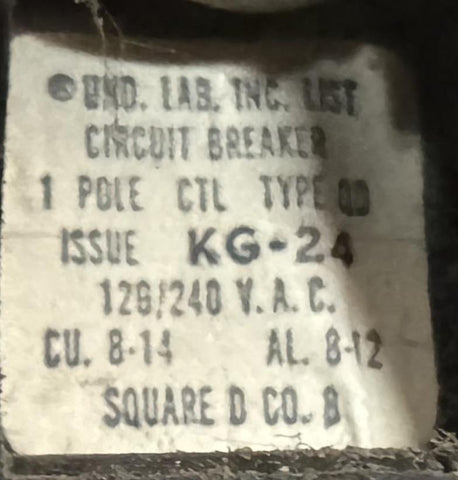 ® UND. LAB. INC. LIST
CIRCUIT BREAKER
1 POLE CTL TYPE QO
ISSUE KG-24
120/240 V.A.C.
CU. 8-14 AL. 8-12
SQUARE D CO. B